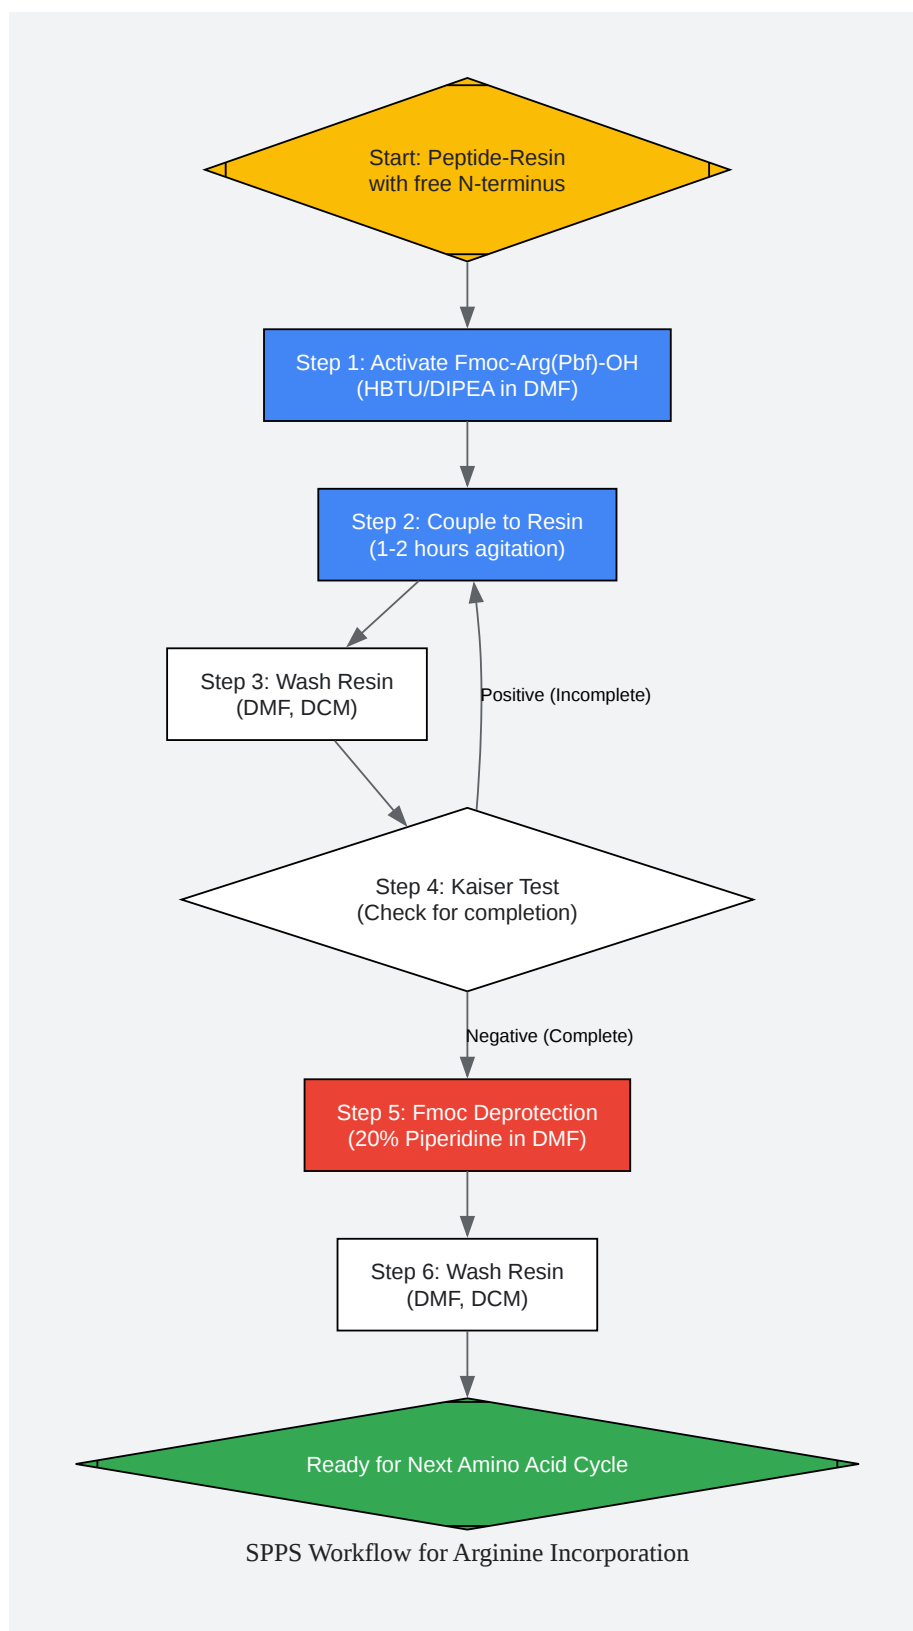 Start: Peptide-Resin
with free N-terminus
Step 1: Activate Fmoc-Arg(Pbf)-OH
(HBTU/DIPEA in DMF)
Step 2: Couple to Resin
(1-2 hours agitation)
Step 3: Wash Resin
(DMF, DCM)
Positive (Incomplete)
Step 4: Kaiser Test
(Check for completion)
Negative (Complete)
Step 5: Fmoc Deprotection
(20% Piperidine in DMF)
Step 6: Wash Resin
(DMF, DCM)
Ready for Next Amino Acid Cycle
SPPS Workflow for Arginine Incorporation